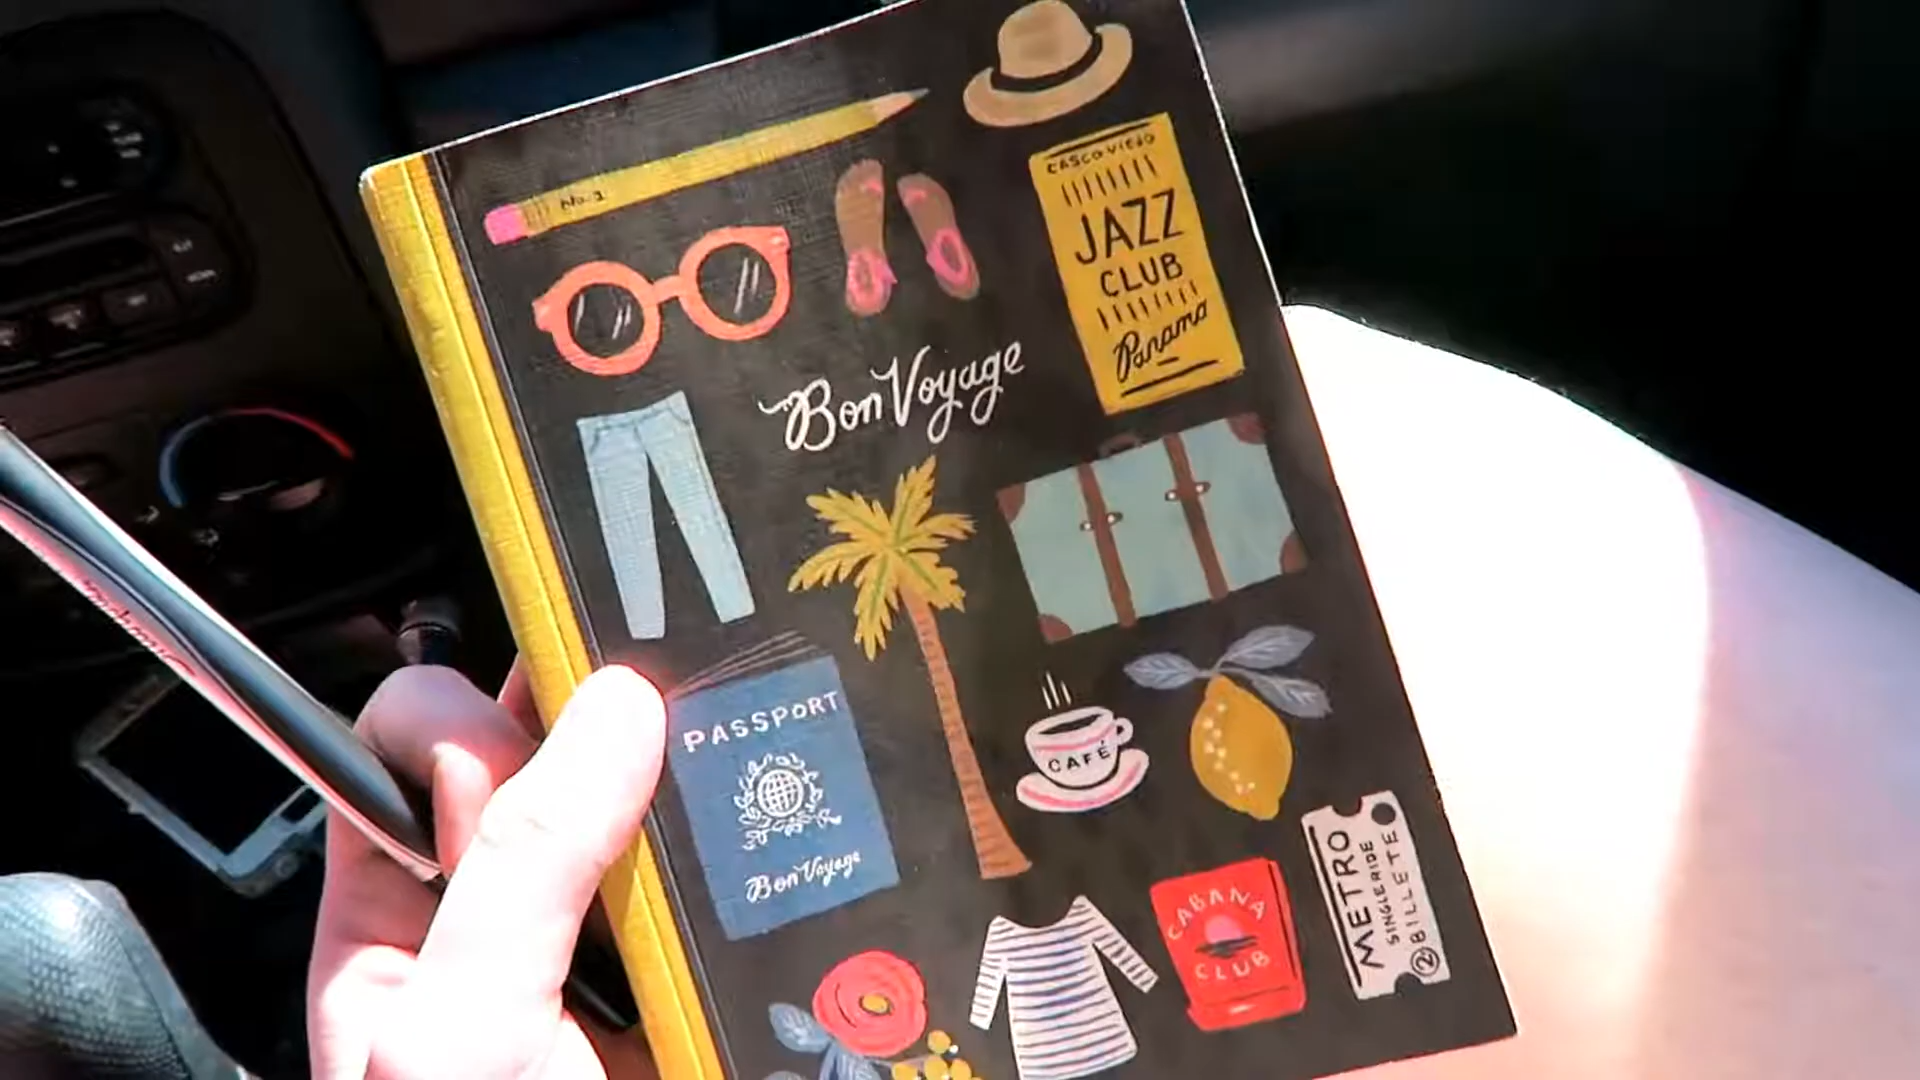 No. 1
CASCO VIEJO
JAZZ
CLUB
Panama
Bon Voyage
PASSPORT
Bon Voyage
CAFÉ
METRO
SINGLE RIDE
② BILLETE
CABANA
CLUB